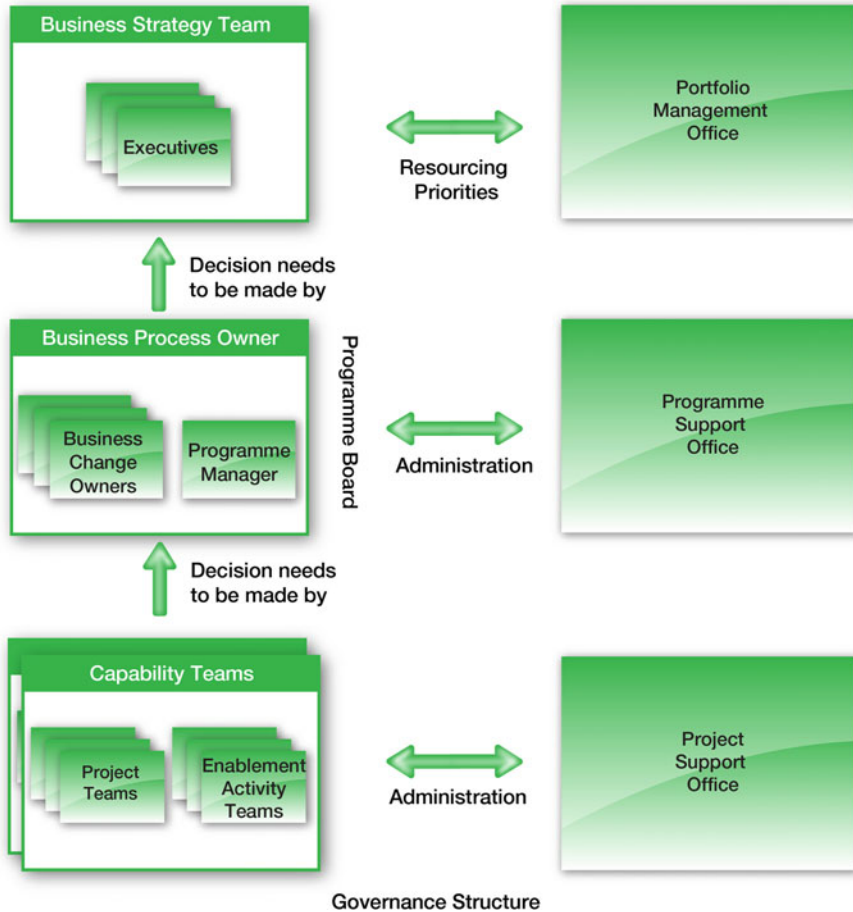 Business Strategy Team
Executives
Resourcing
Priorities
Portfolio
Management
Office
Decision needs
to be made by
Business Process Owner
Business
Change
Owners
Programme
Manager
Programme Board
Administration
Programme
Support
Office
Decision needs
to be made by
Capability Teams
Project
Teams
Enablement
Activity
Teams
Administration
Project
Support
Office
Governance Structure